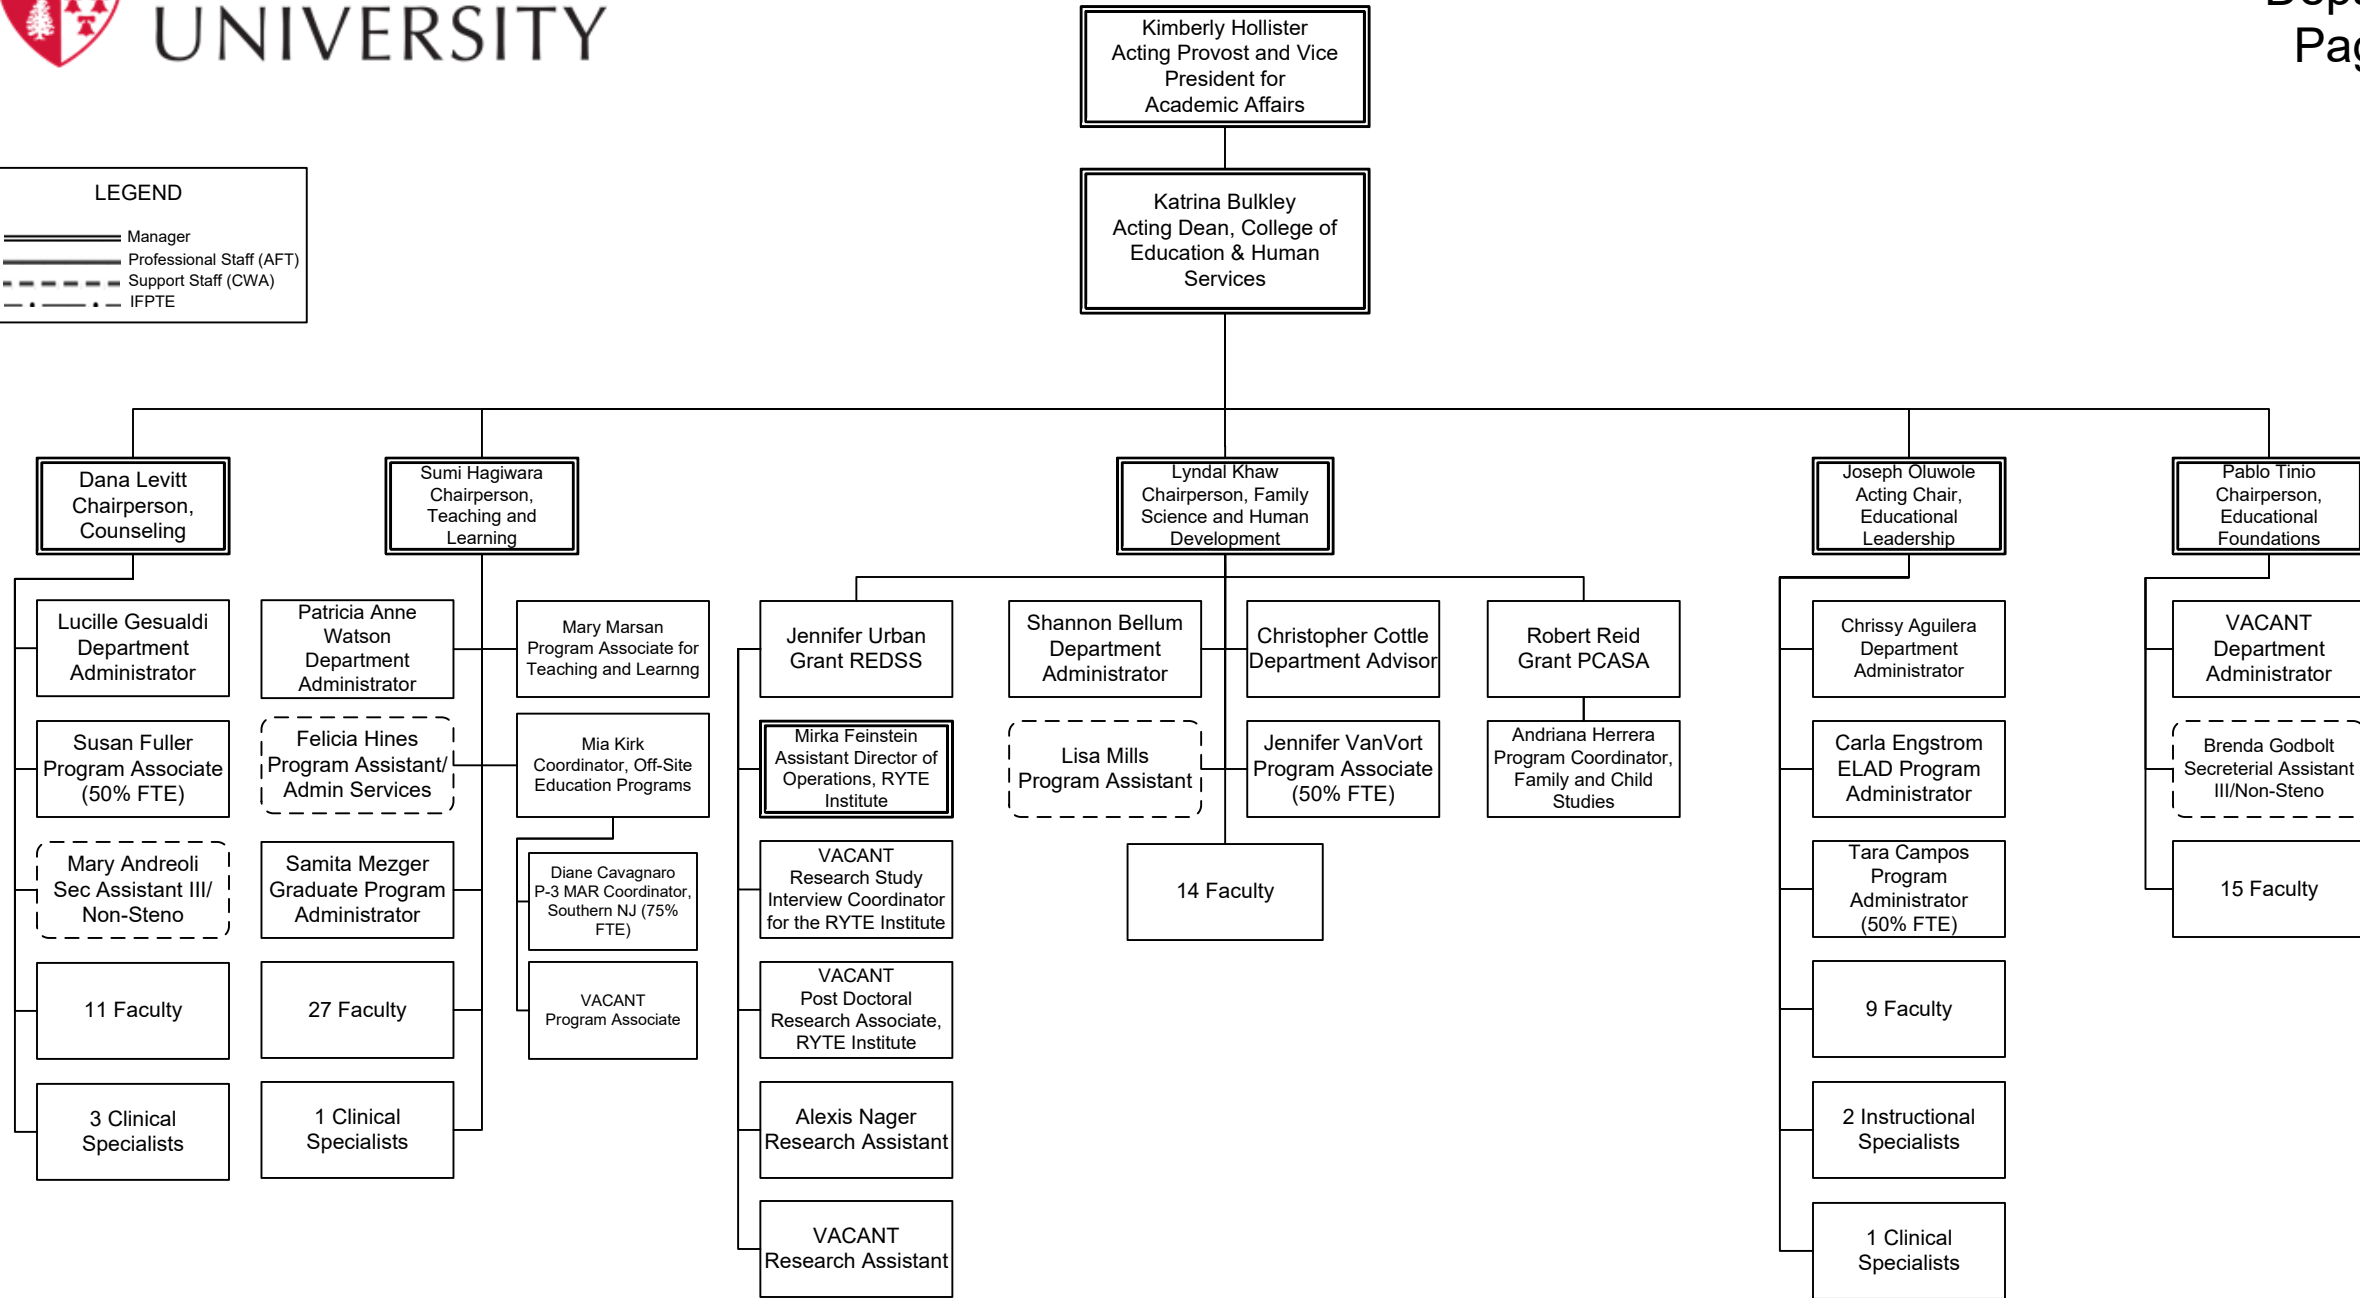 UNIVERSITY
Kimberly Hollister
Acting Provost and Vice
President for
Academic Affairs
Katrina Bulkley
Acting Dean, College of
Education & Human
Services
LEGEND
Manager
Professional Staff (AFT)
Support Staff (CWA)
IFPTE
Dana Levitt
Chairperson,
Counseling
Lucille Gesualdi
Department
Administrator
Susan Fuller
Program Associate
(50% FTE)
Mary Andreoli
Sec Assistant III/
Non-Steno
11 Faculty
3 Clinical
Specialists
Sumi Hagiwara
Chairperson,
Teaching and
Learning
Patricia Anne
Watson
Department
Administrator
Felicia Hines
Program Assistant/
Admin Services
Samita Mezger
Graduate Program
Administrator
27 Faculty
1 Clinical
Specialists
Mary Marsan
Program Associate for
Teaching and Learnng
Mia Kirk
Coordinator, Off-Site
Education Programs
Diane Cavagnaro
P-3 MAR Coordinator,
Southern NJ (75%
FTE)
VACANT
Program Associate
Lyndal Khaw
Chairperson, Family
Science and Human
Development
Jennifer Urban
Grant REDSS
Mirka Feinstein
Assistant Director of
Operations, RYTE
Institute
VACANT
Research Study
Interview Coordinator
for the RYTE Institute
VACANT
Post Doctoral
Research Associate,
RYTE Institute
Alexis Nager
Research Assistant
VACANT
Research Assistant
Shannon Bellum
Department
Administrator
Lisa Mills
Program Assistant
Christopher Cottle
Department Advisor
Jennifer VanVort
Program Associate
(50% FTE)
14 Faculty
Robert Reid
Grant PCASA
Andriana Herrera
Program Coordinator,
Family and Child
Studies
Joseph Oluwole
Acting Chair,
Educational
Leadership
Chrissy Aguilera
Department
Administrator
Carla Engstrom
ELAD Program
Administrator
Tara Campos
Program
Administrator
(50% FTE)
9 Faculty
2 Instructional
Specialists
1 Clinical
Specialists
Pablo Tinio
Chairperson,
Educational
Foundations
VACANT
Department
Administrator
Brenda Godbolt
Secreterial Assistant
III/Non-Steno
15 Faculty